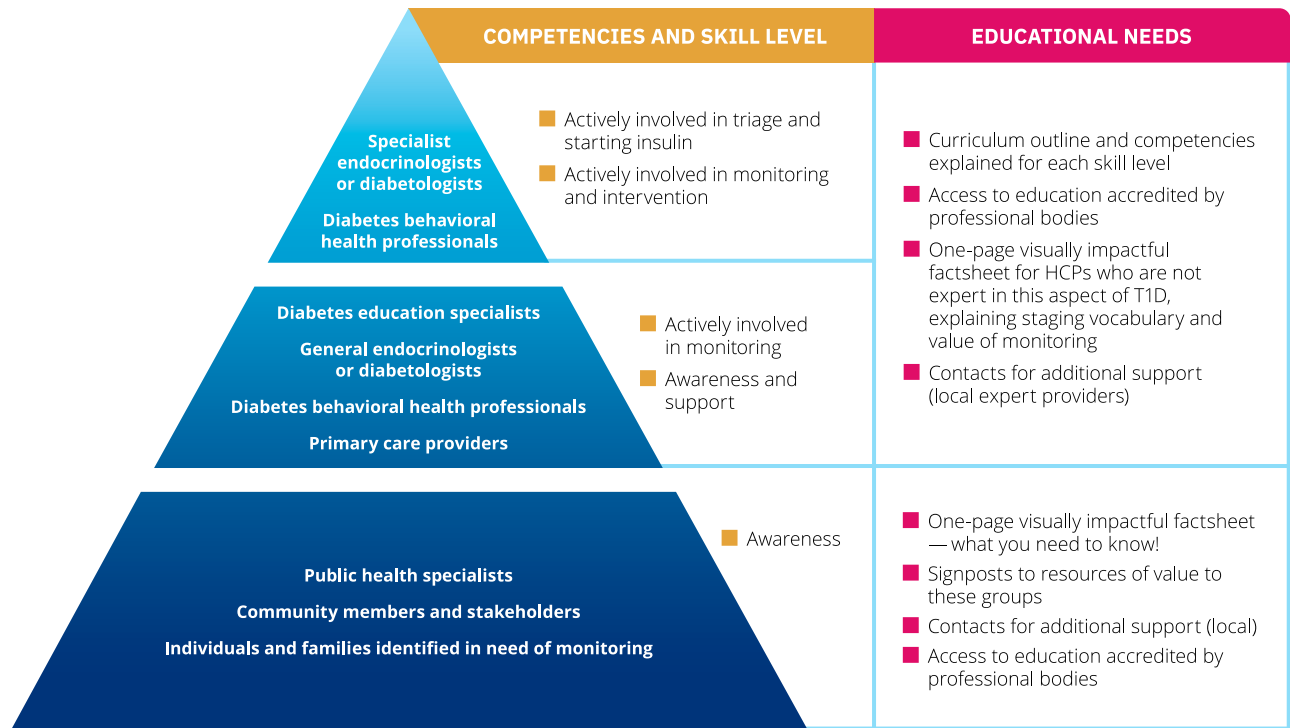 COMPETENCIES AND SKILL LEVEL
EDUCATIONAL NEEDS
Specialist
endocrinologists
or diabetologists
Diabetes behavioral
health professionals
Actively involved in triage and
starting insulin
Actively involved in monitoring
and intervention
Diabetes education specialists
General endocrinologists
or diabetologists
Diabetes behavioral health professionals
Primary care providers
Actively involved
in monitoring
Awareness and
support
Curriculum outline and competencies
explained for each skill level
Access to education accredited by
professional bodies
One-page visually impactful
factsheet for HCPs who are not
expert in this aspect of T1D,
explaining staging vocabulary and
value of monitoring
Contacts for additional support
(local expert providers)
Public health specialists
Community members and stakeholders
Individuals and families identified in need of monitoring
Awareness
One-page visually impactful factsheet
— what you need to know!
Signposts to resources of value to
these groups
Contacts for additional support (local)
Access to education accredited by
professional bodies